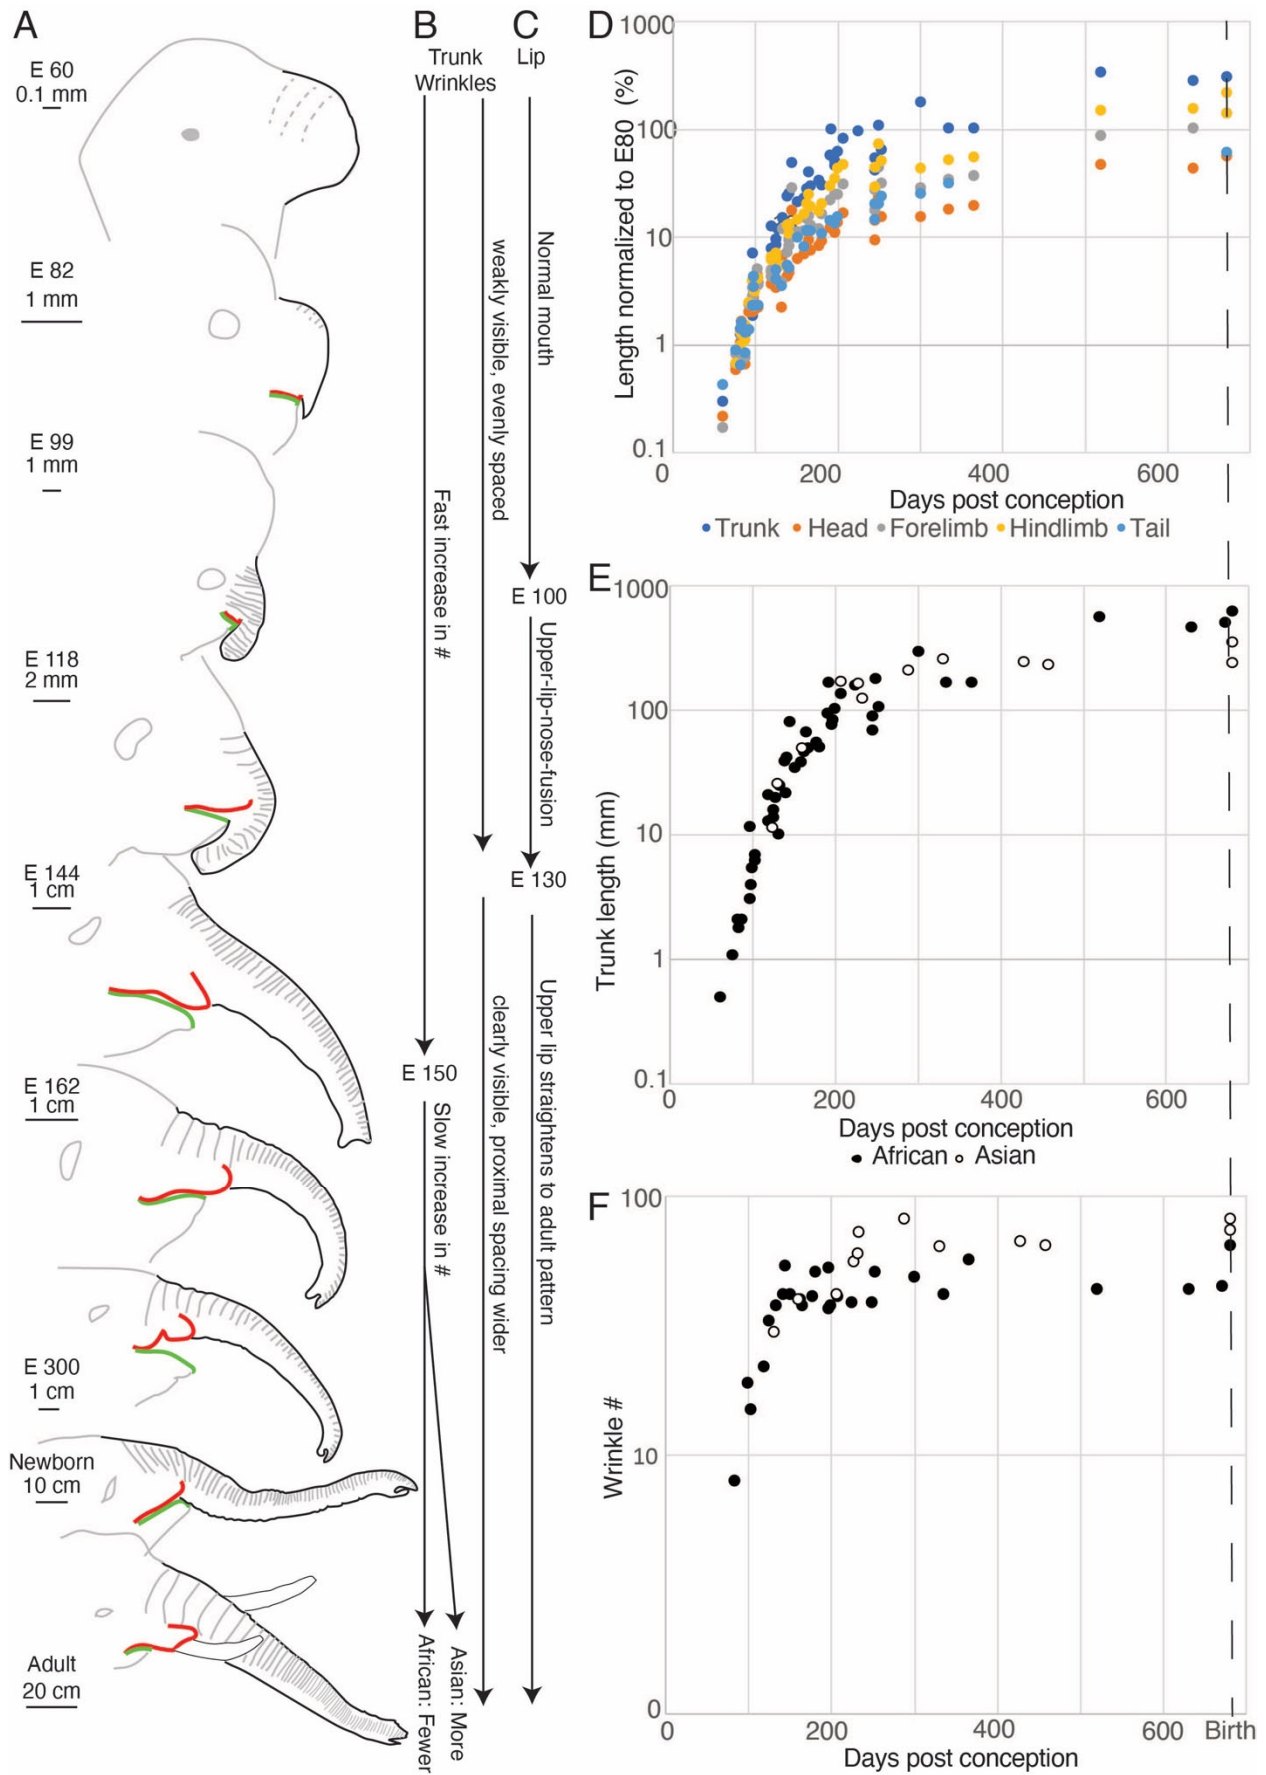 A
E 60
0.1 mm
E 82
1 mm
E 99
1 mm
E 118
2 mm
E 144
1 cm
E 162
1 cm
E 300
1 cm
Newborn
10 cm
Adult
20 cm
B
Trunk
Wrinkles
Fast increase in #
E 150
Slow increase in #
African: Fewer
Asian: More
weakly visible, evenly spaced
clearly visible, proximal spacing wider
C
Lip
Normal mouth
E 100
Upper-lip-nose-fusion
E 130
Upper lip straightens to adult pattern
D
Length normalized to E80 (%)
1000
100
10
1
0.1
0
200
400
600
Days post conception
Trunk Head Forelimb Hindlimb Tail
E
Trunk length (mm)
1000
100
10
1
0.1
0
200
400
600
Days post conception
African Asian
F
Wrinkle #
100
10
0
0
200
400
600
Birth
Days post conception